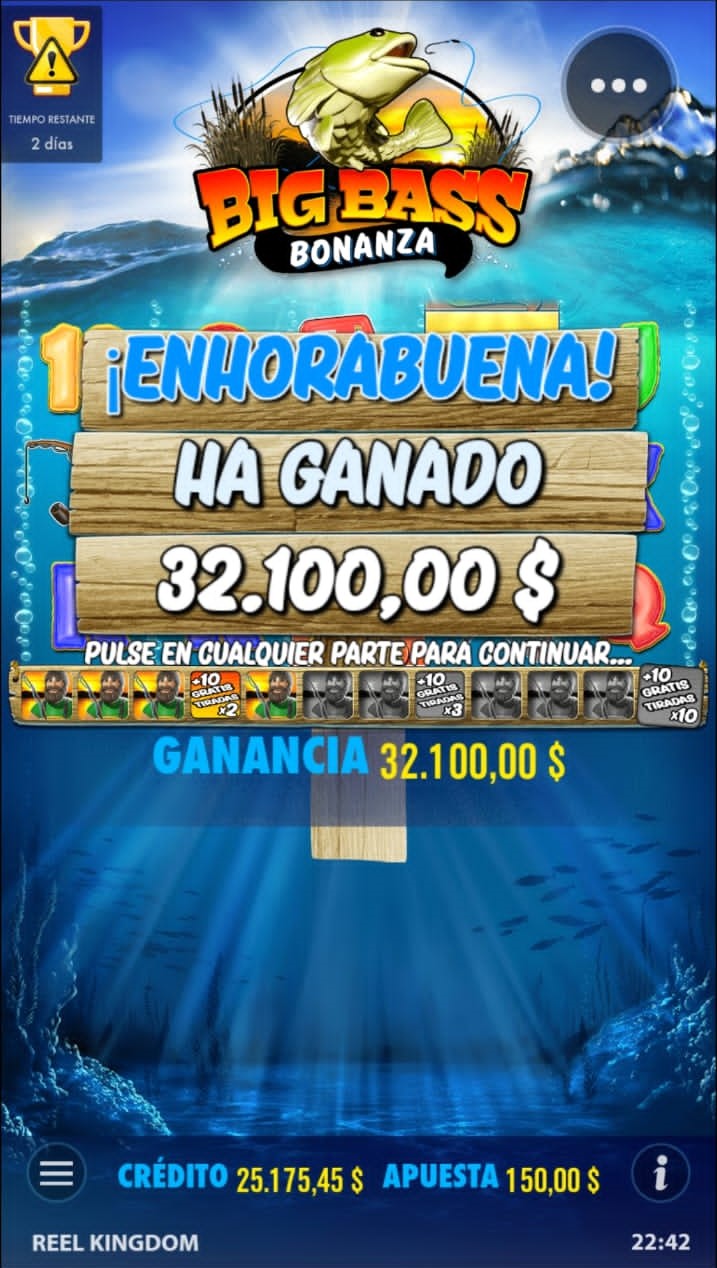 TIEMPO RESTANTE
2 días
BIG BASS
BONANZA
¡ENHORABUENA!
HA GANADO
32.100,00 $
PULSE EN CUALQUIER PARTE PARA CONTINUAR...
+10 GRATIS TIRADAS x2
+10 GRATIS TIRADAS x3
+10 GRATIS TIRADAS x10
GANANCIA 32.100,00 $
CRÉDITO 25.175,45 $ APUESTA 150,00 $
REEL KINGDOM 22:42